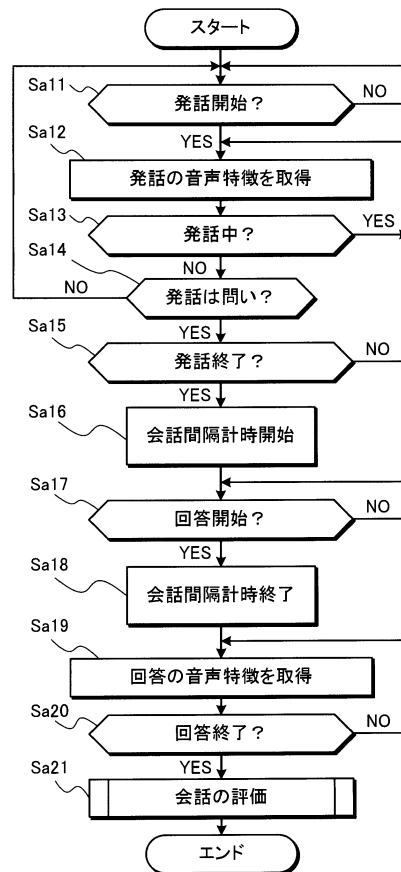 スタート
Sa11
発話開始？
NO
YES
Sa12
発話の音声特徴を取得
Sa13
発話中？
YES
Sa14
NO
NO
発話は問い？
YES
Sa15
発話終了？
NO
YES
Sa16
会話間隔計時開始
Sa17
回答開始？
NO
YES
Sa18
会話間隔計時終了
Sa19
回答の音声特徴を取得
Sa20
回答終了？
NO
YES
Sa21
会話の評価
エンド